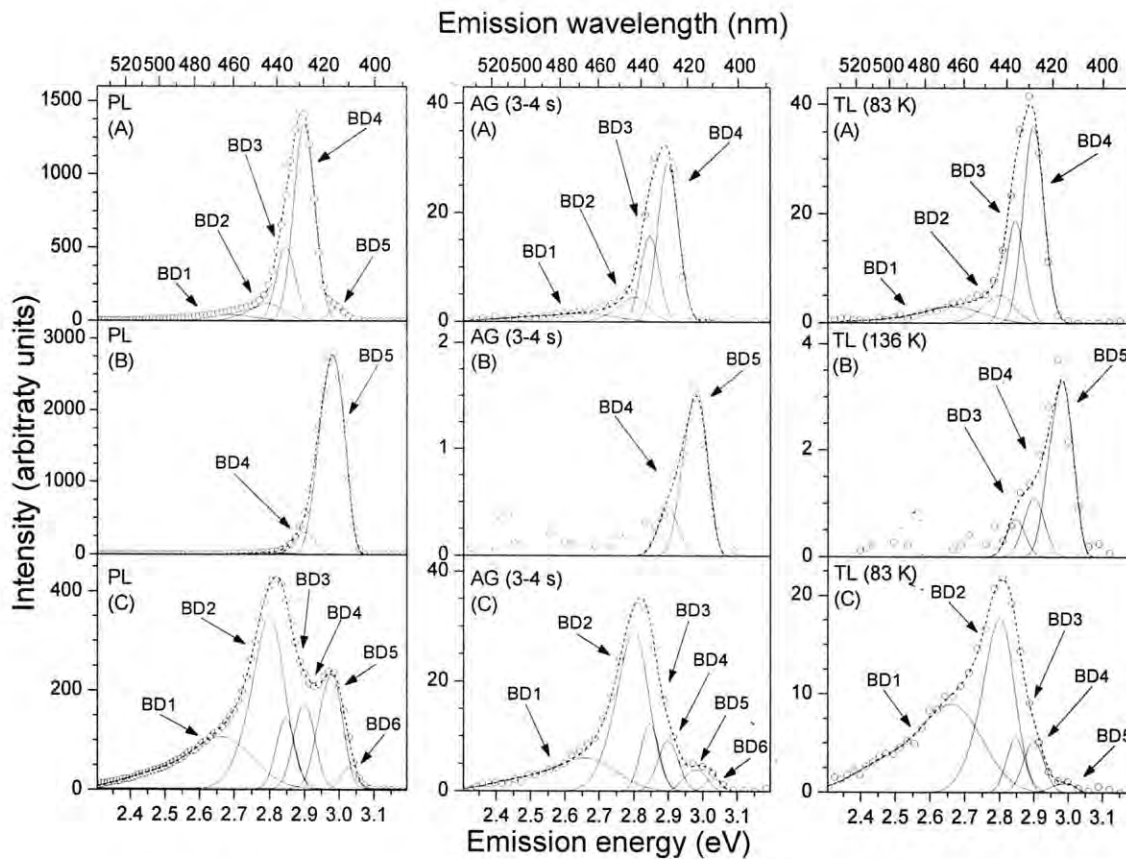 Emission wavelength (nm)
520 500 480 460 440 420 400
520 500 480 460 440 420 400
520 500 480 460 440 420 400
Intensity (arbitraty units)
1500
1000
500
0
PL
(A)
BD1
BD2
BD3
BD4
BD5
40
20
0
AG (3-4 s)
(A)
BD1
BD2
BD3
BD4
40
20
0
TL (83 K)
(A)
BD1
BD2
BD3
BD4
3000
2000
1000
0
PL
(B)
BD4
BD5
2
1
0
AG (3-4 s)
(B)
BD4
BD5
4
2
0
TL (136 K)
(B)
BD3
BD4
BD5
400
200
0
PL
(C)
BD1
BD2
BD3
BD4
BD5
BD6
40
20
0
AG (3-4 s)
(C)
BD1
BD2
BD3
BD4
BD5
BD6
20
10
0
TL (83 K)
(C)
BD1
BD2
BD3
BD4
BD5
2.4 2.5 2.6 2.7 2.8 2.9 3.0 3.1
2.4 2.5 2.6 2.7 2.8 2.9 3.0 3.1
2.4 2.5 2.6 2.7 2.8 2.9 3.0 3.1
Emission energy (eV)